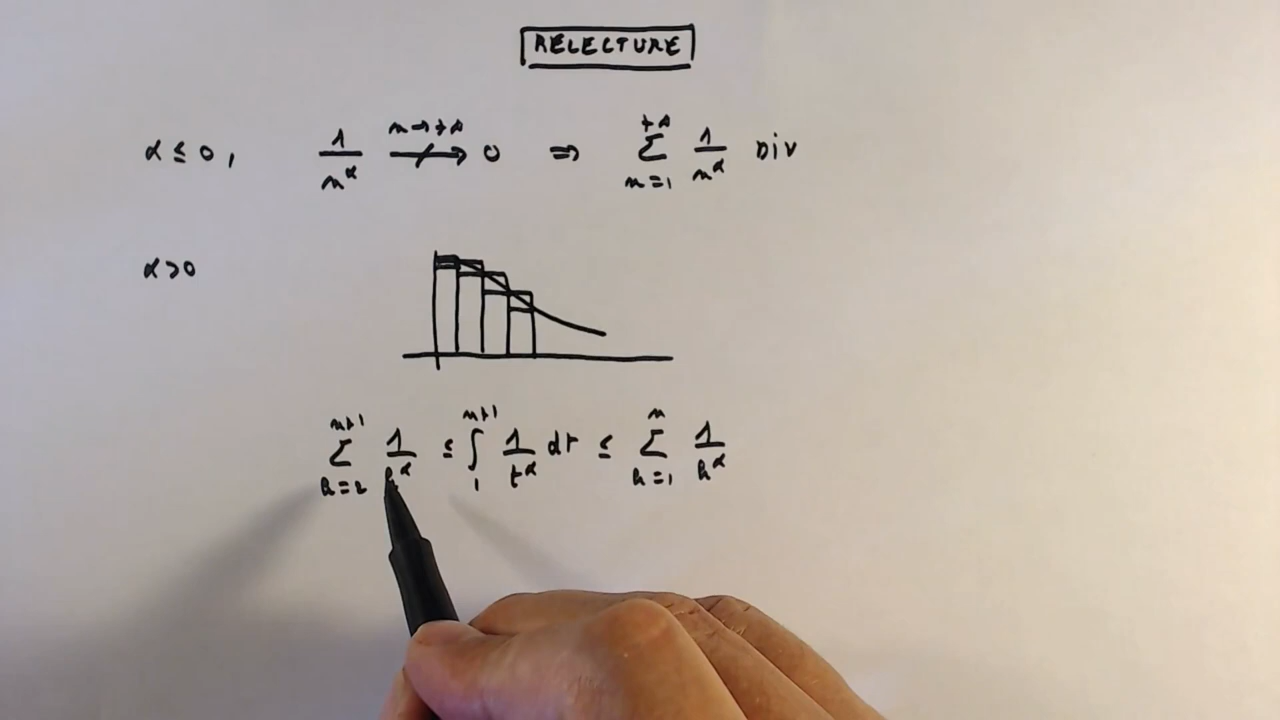 RELECTURE
α ≤ 0, 1/n^α ↛ 0 (n→+∞) ⇒ Σ_{n=1}^{+∞} 1/n^α DIV
α > 0
Σ_{k=2}^{n+1} 1/k^α ≤ ∫_1^{n+1} 1/t^α dt ≤ Σ_{k=1}^{n} 1/k^α